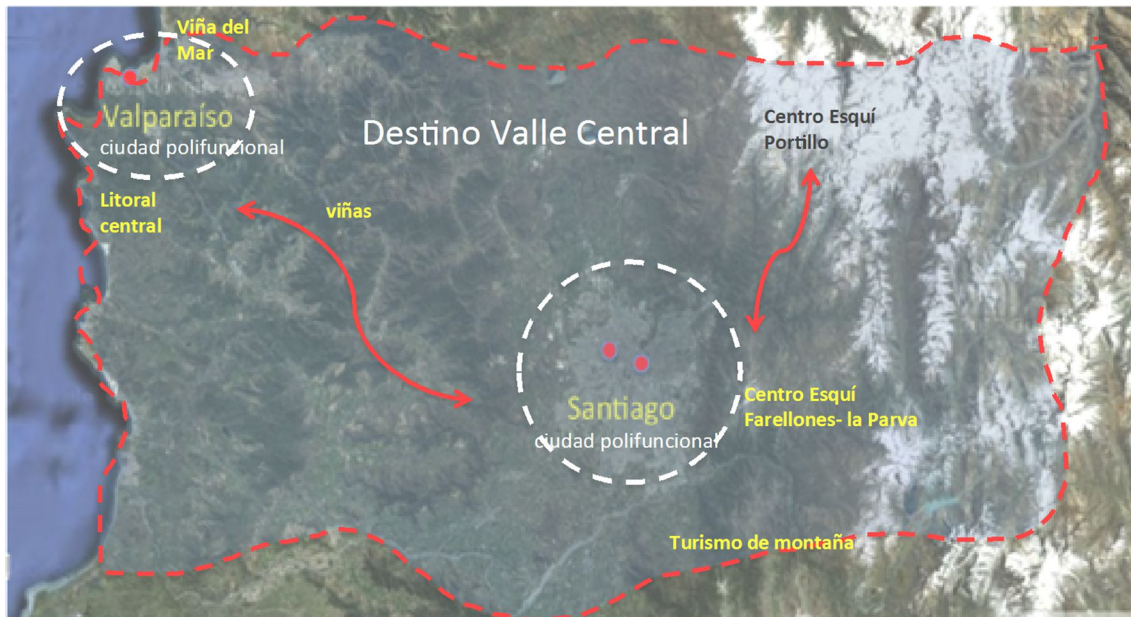 Viña del
Mar
Valparaíso
ciudad polifuncional
Destino Valle Central
Centro Esquí
Portillo
Litoral
central
viñas
Centro Esquí
Farellones- la Parva
Santiago
ciudad polifuncional
Turismo de montaña